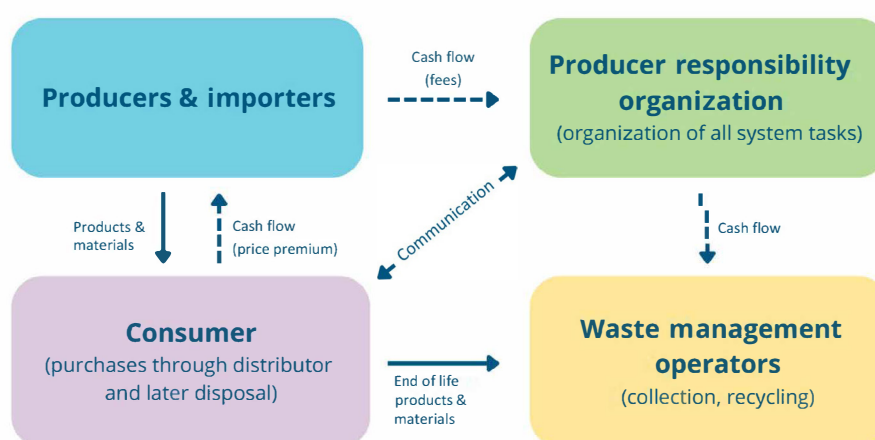 Producers & importers
Cash flow
(fees)
Producer responsibility
organization
(organization of all system tasks)
Products &
materials
Cash flow
(price premium)
Communication
Cash flow
Consumer
(purchases through distributor
and later disposal)
End of life
products &
materials
Waste management
operators
(collection, recycling)